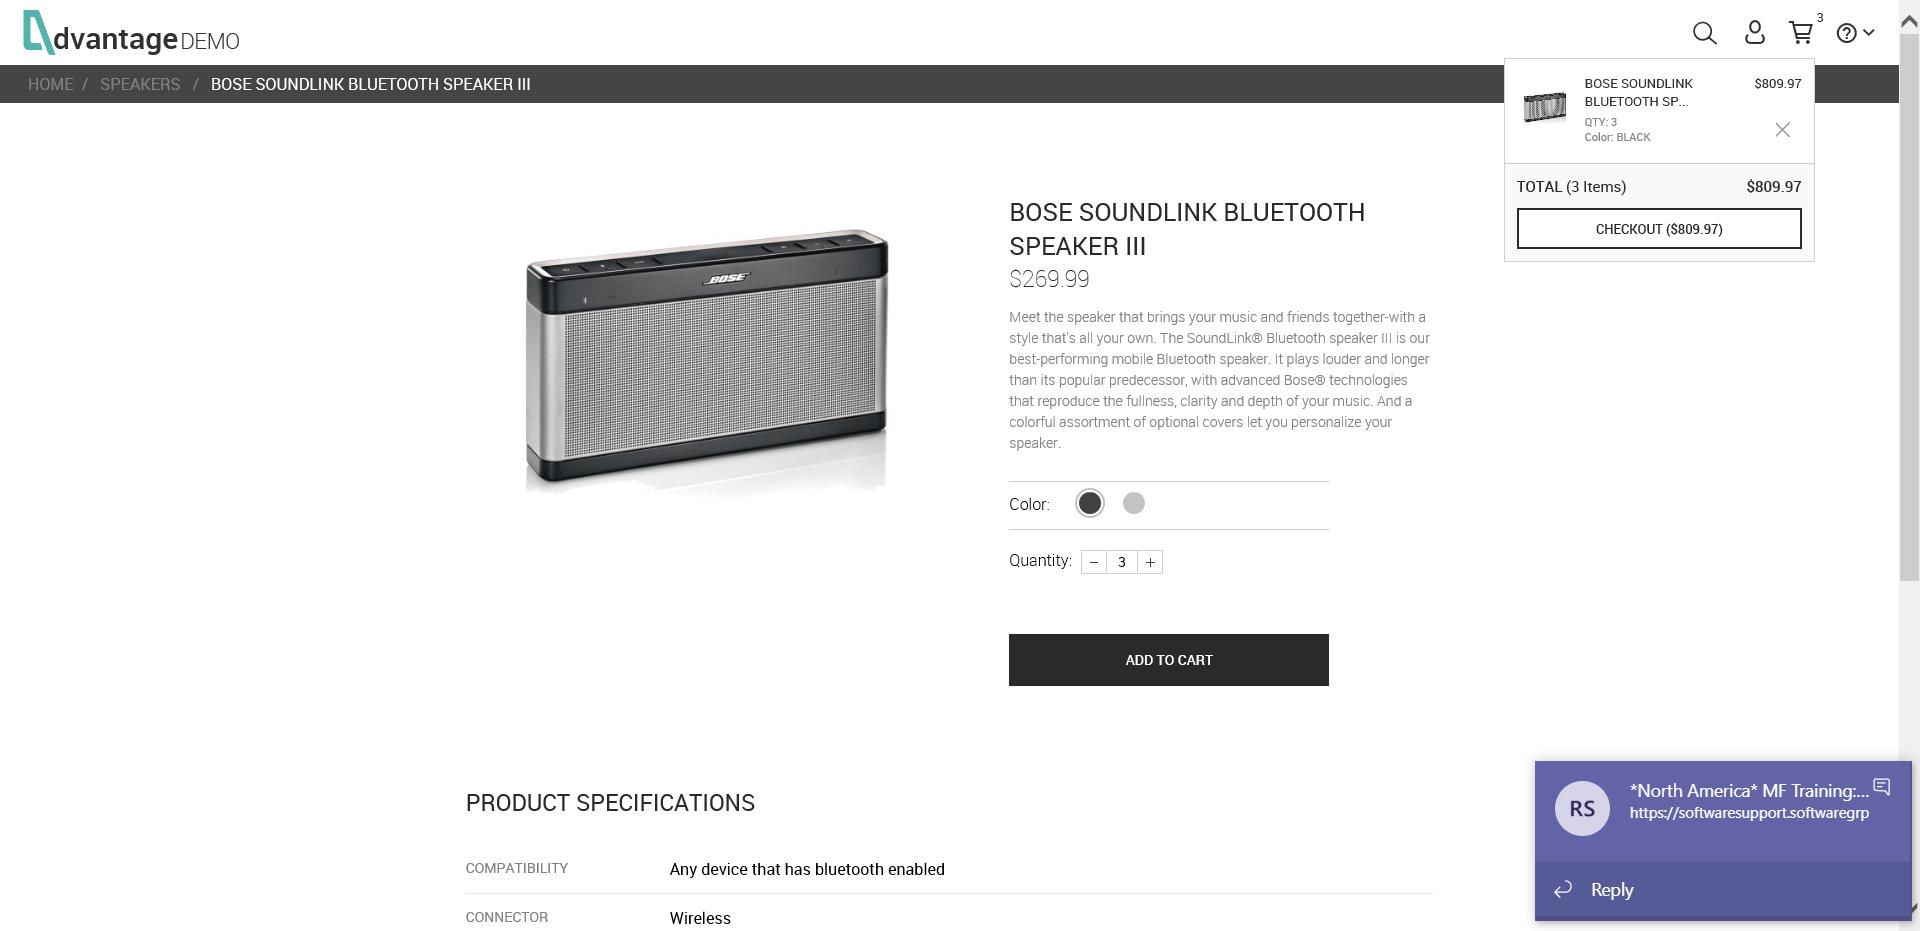 dvantage DEMO
3
HOME / SPEAKERS / BOSE SOUNDLINK BLUETOOTH SPEAKER III
BOSE SOUNDLINK
BLUETOOTH SP...
$809.97
QTY: 3
Color: BLACK
TOTAL (3 Items) $809.97
CHECKOUT ($809.97)
BOSE
BOSE SOUNDLINK BLUETOOTH
SPEAKER III
$269.99
Meet the speaker that brings your music and friends together-with a
style that's all your own. The SoundLink® Bluetooth speaker III is our
best-performing mobile Bluetooth speaker. It plays louder and longer
than its popular predecessor, with advanced Bose® technologies
that reproduce the fullness, clarity and depth of your music. And a
colorful assortment of optional covers let you personalize your
speaker.
Color:
Quantity: − 3 +
ADD TO CART
PRODUCT SPECIFICATIONS
COMPATIBILITY Any device that has bluetooth enabled
CONNECTOR Wireless
RS
*North America* MF Training:...
https://softwaresupport.softwaregrp
Reply